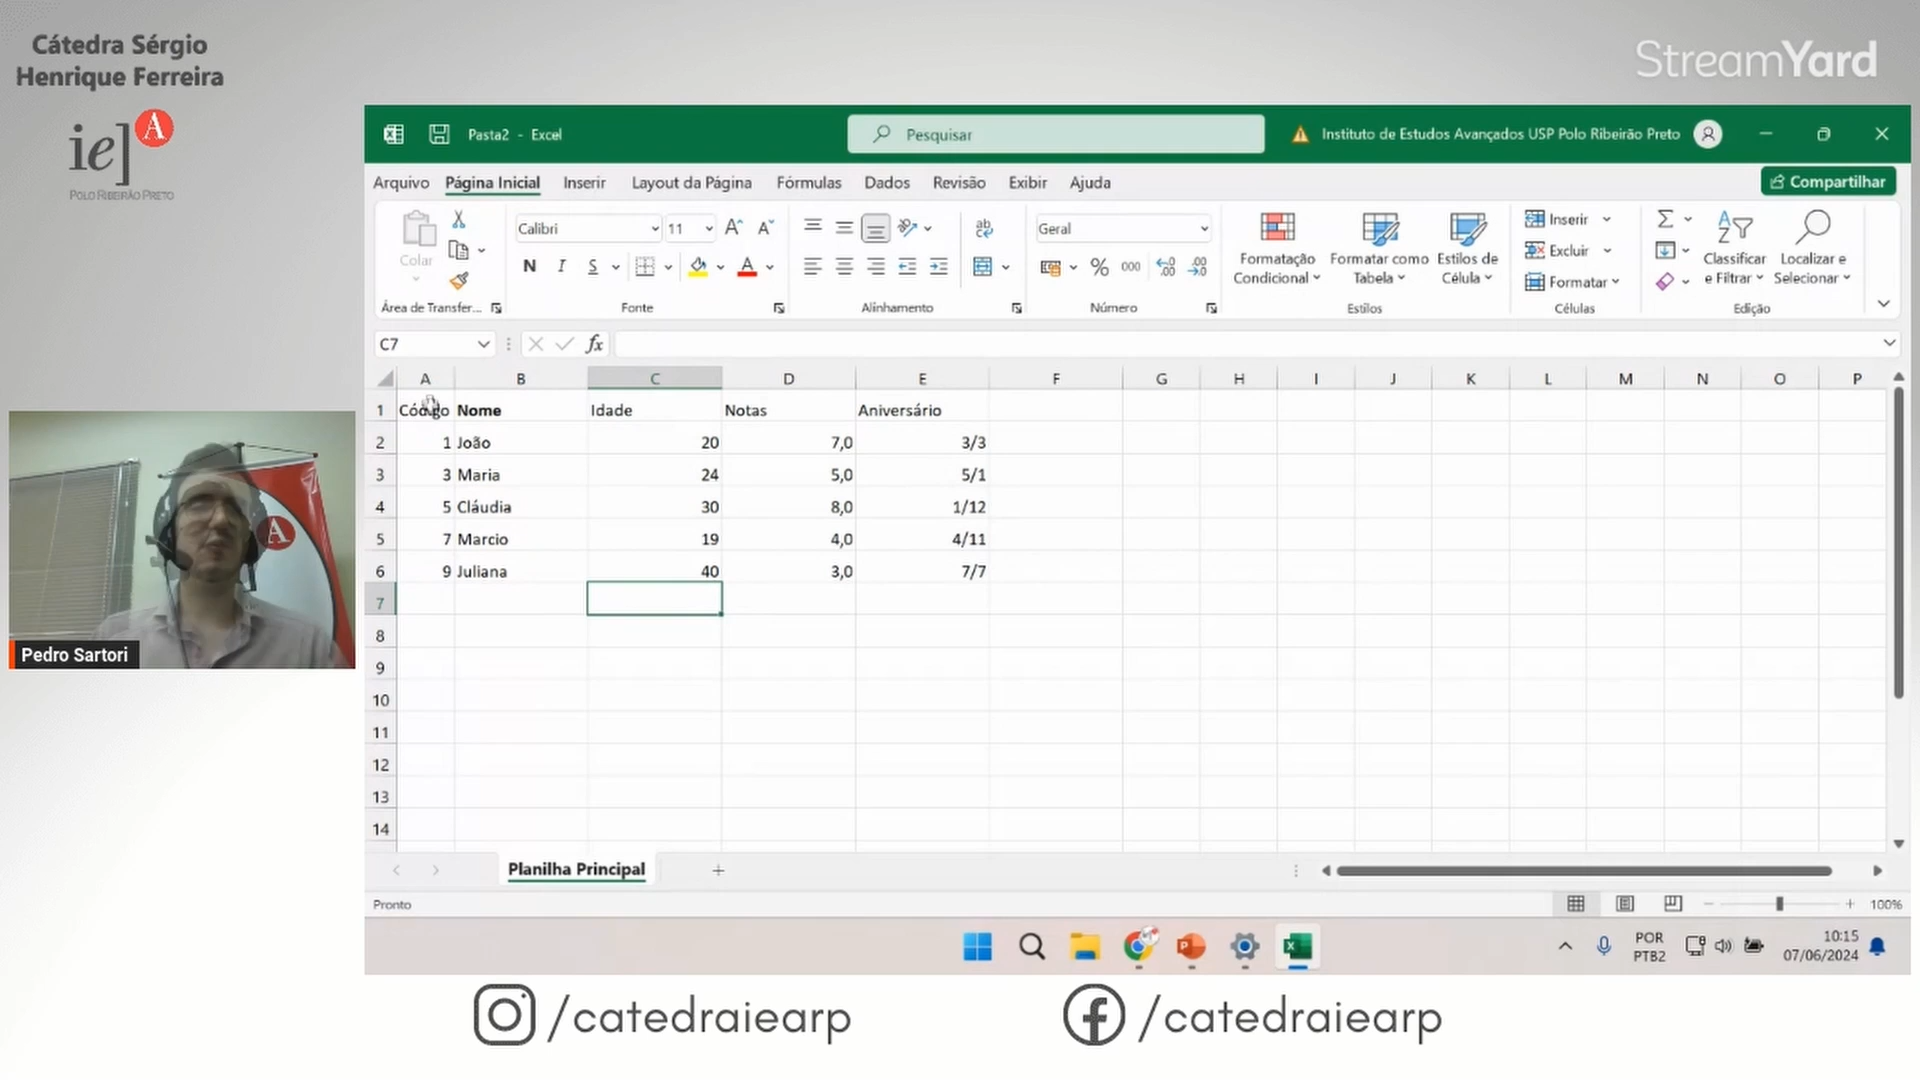 Cátedra Sérgio
Henrique Ferreira
ie] A
POLO RIBEIRÃO PRETO
StreamYard
Pasta2 - Excel
Pesquisar
Instituto de Estudos Avançados USP Polo Ribeirão Preto
Arquivo Página Inicial Inserir Layout da Página Fórmulas Dados Revisão Exibir Ajuda
Compartilhar
Colar
Calibri 11
N I S
Geral
% 000
Formatação Condicional
Formatar como Tabela
Estilos de Célula
Inserir
Excluir
Formatar
Classificar e Filtrar
Localizar e Selecionar
Área de Transfer... Fonte Alinhamento Número Estilos Células Edição
C7 fx
A B C D E F G H I J K L M N O P
1 Código Nome Idade Notas Aniversário
2 1 João 20 7,0 3/3
3 3 Maria 24 5,0 5/1
4 5 Cláudia 30 8,0 1/12
5 7 Marcio 19 4,0 4/11
6 9 Juliana 40 3,0 7/7
7
8
9
10
11
12
13
14
Pedro Sartori
Planilha Principal
Pronto
100%
POR
PTB2
10:15
07/06/2024
/catedraiearp
/catedraiearp